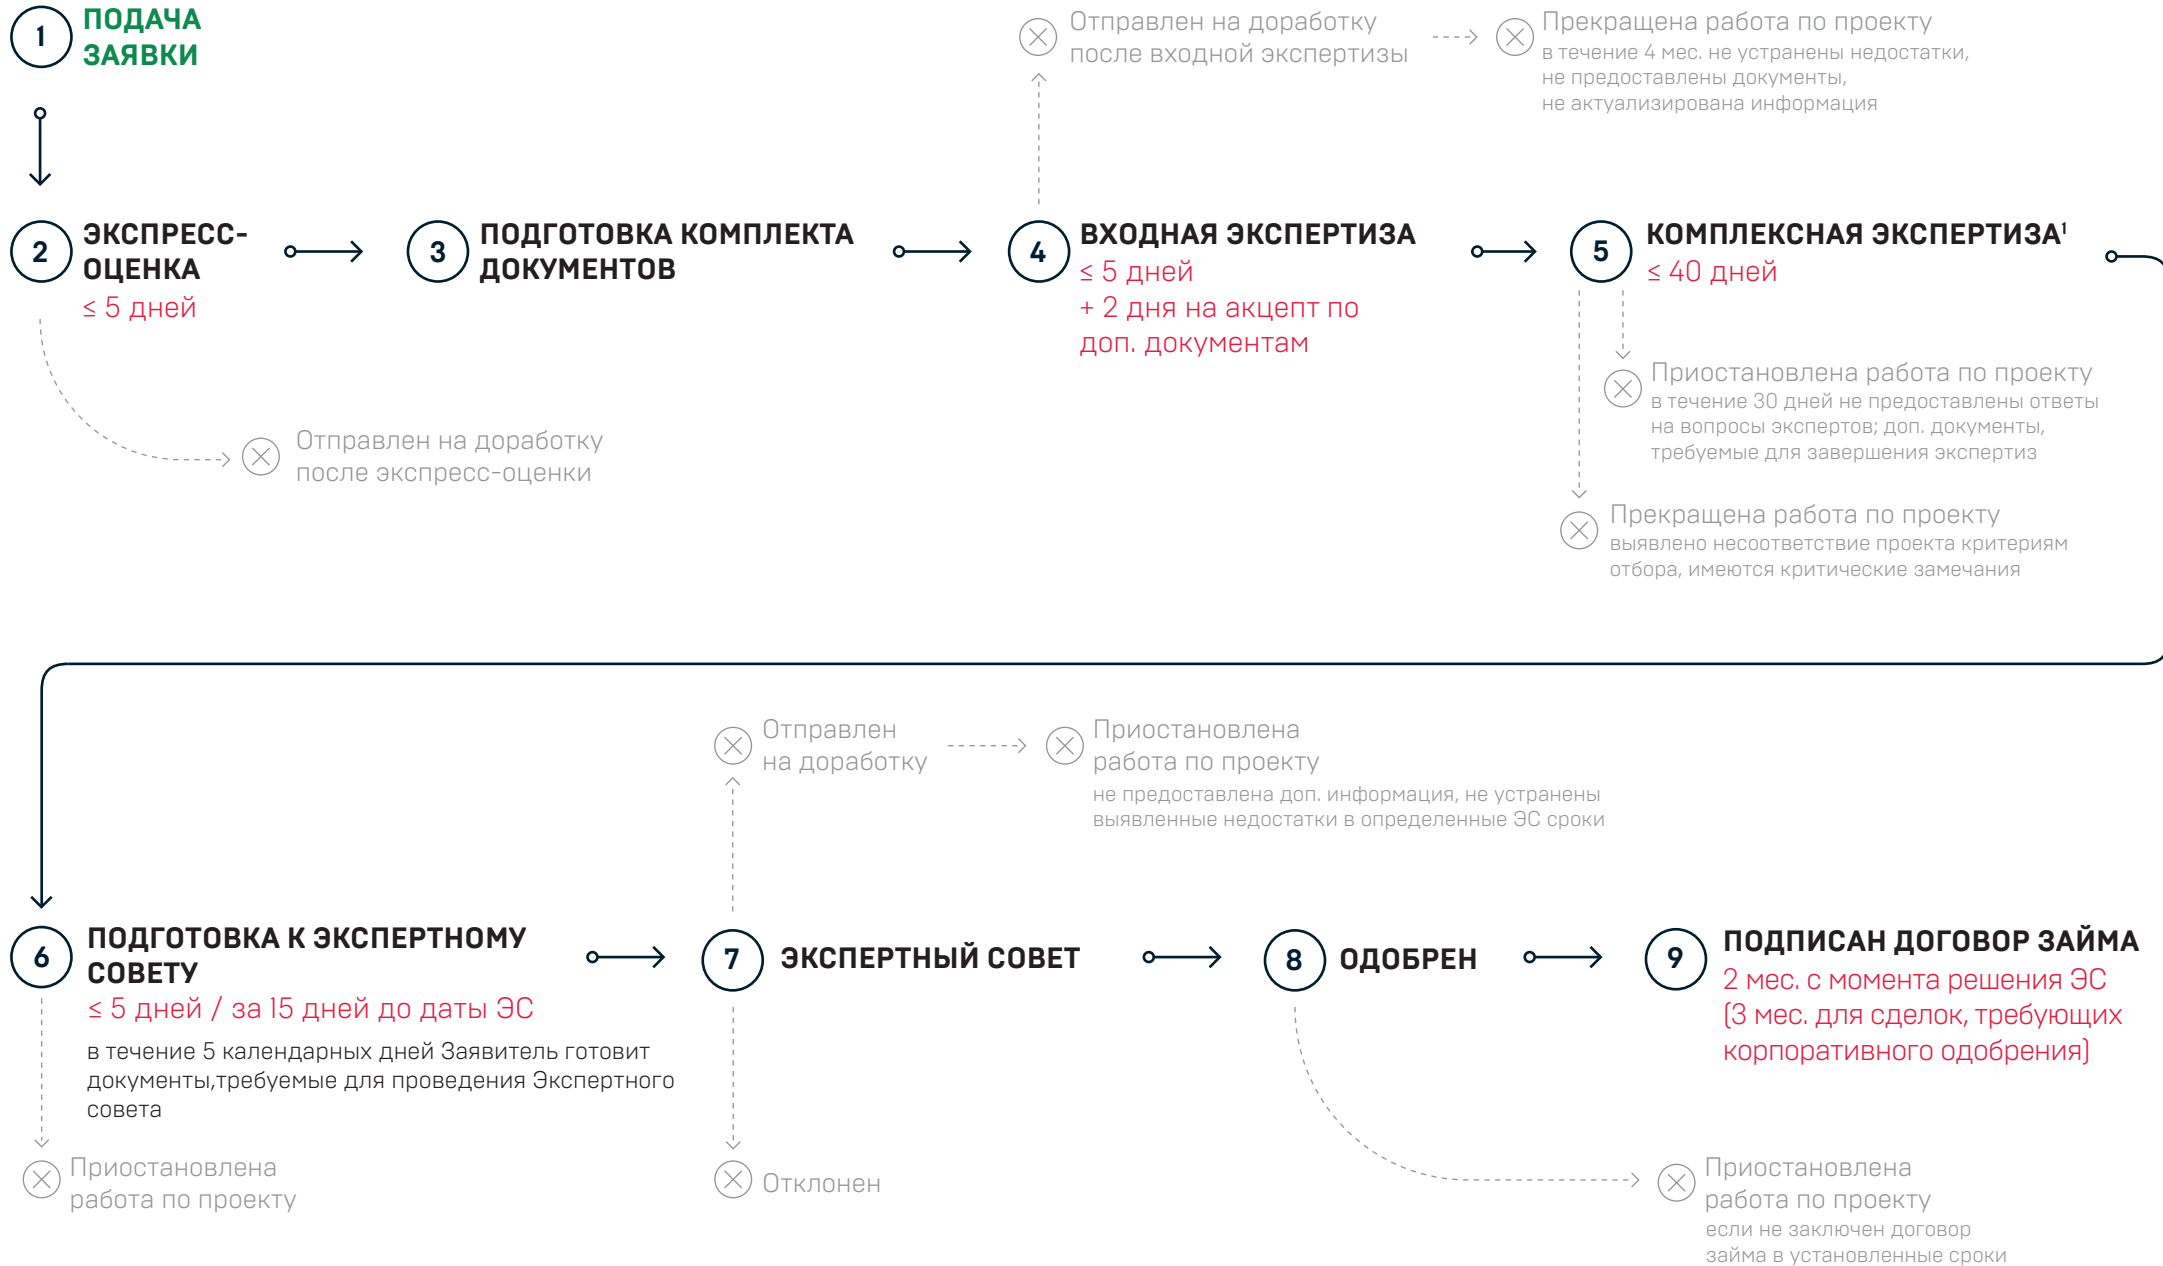 1
ПОДАЧА
ЗАЯВКИ
Отправлен на доработку
после входной экспертизы
Прекращена работа по проекту
в течение 4 мес. не устранены недостатки,
не предоставлены документы,
не актуализирована информация
2
ЭКСПРЕСС-
ОЦЕНКА
≤ 5 дней
3
ПОДГОТОВКА КОМПЛЕКТА
ДОКУМЕНТОВ
4
ВХОДНАЯ ЭКСПЕРТИЗА
≤ 5 дней
+ 2 дня на акцепт по
доп. документам
5
КОМПЛЕКСНАЯ ЭКСПЕРТИЗА¹
≤ 40 дней
Отправлен на доработку
после экспресс-оценки
Приостановлена работа по проекту
в течение 30 дней не предоставлены ответы
на вопросы экспертов; доп. документы,
требуемые для завершения экспертиз
Прекращена работа по проекту
выявлено несоответствие проекта критериям
отбора, имеются критические замечания
Отправлен
на доработку
Приостановлена
работа по проекту
не предоставлена доп. информация, не устранены
выявленные недостатки в определенные ЭС сроки
6
ПОДГОТОВКА К ЭКСПЕРТНОМУ
СОВЕТУ
≤ 5 дней / за 15 дней до даты ЭС
в течение 5 календарных дней Заявитель готовит
документы,требуемые для проведения Экспертного
совета
7
ЭКСПЕРТНЫЙ СОВЕТ
8
ОДОБРЕН
9
ПОДПИСАН ДОГОВОР ЗАЙМА
2 мес. с момента решения ЭС
(3 мес. для сделок, требующих
корпоративного одобрения)
Приостановлена
работа по проекту
Отклонен
Приостановлена
работа по проекту
если не заключен договор
займа в установленные сроки